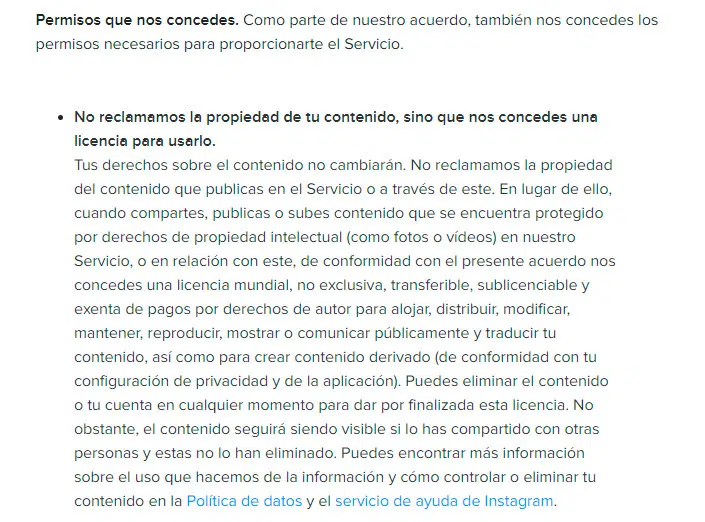 Permisos que nos concedes. Como parte de nuestro acuerdo, también nos concedes los
permisos necesarios para proporcionarte el Servicio.
• No reclamamos la propiedad de tu contenido, sino que nos concedes una
licencia para usarlo.
Tus derechos sobre el contenido no cambiarán. No reclamamos la propiedad
del contenido que publicas en el Servicio o a través de este. En lugar de ello,
cuando compartes, publicas o subes contenido que se encuentra protegido
por derechos de propiedad intelectual (como fotos o vídeos) en nuestro
Servicio, o en relación con este, de conformidad con el presente acuerdo nos
concedes una licencia mundial, no exclusiva, transferible, sublicenciable y
exenta de pagos por derechos de autor para alojar, distribuir, modificar,
mantener, reproducir, mostrar o comunicar públicamente y traducir tu
contenido, así como para crear contenido derivado (de conformidad con tu
configuración de privacidad y de la aplicación). Puedes eliminar el contenido
o tu cuenta en cualquier momento para dar por finalizada esta licencia. No
obstante, el contenido seguirá siendo visible si lo has compartido con otras
personas y estas no lo han eliminado. Puedes encontrar más información
sobre el uso que hacemos de la información y cómo controlar o eliminar tu
contenido en la Política de datos y el servicio de ayuda de Instagram.